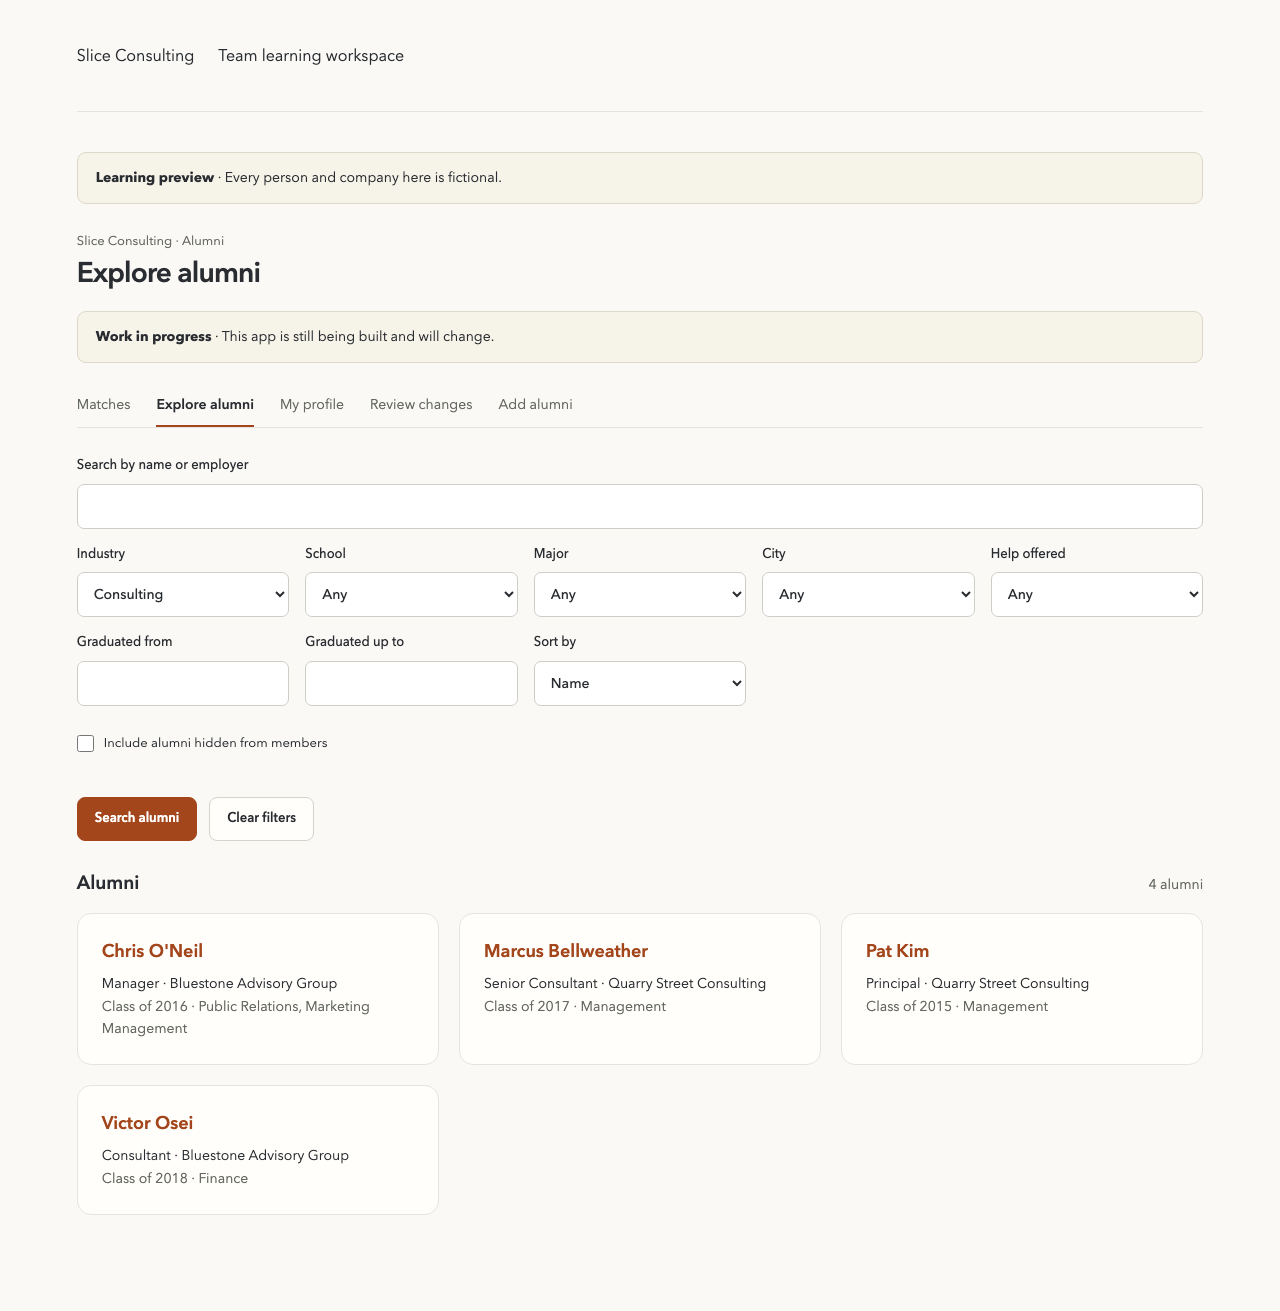 Slice Consulting Team learning workspace
Learning preview · Every person and company here is fictional.
Slice Consulting · Alumni
Explore alumni
Work in progress · This app is still being built and will change.
Matches Explore alumni My profile Review changes Add alumni
Search by name or employer
Industry School Major City Help offered
Consulting Any Any Any Any
Graduated from Graduated up to Sort by
Name
Include alumni hidden from members
Search alumni Clear filters
Alumni 4 alumni
Chris O'Neil
Manager · Bluestone Advisory Group
Class of 2016 · Public Relations, Marketing
Management
Marcus Bellweather
Senior Consultant · Quarry Street Consulting
Class of 2017 · Management
Pat Kim
Principal · Quarry Street Consulting
Class of 2015 · Management
Victor Osei
Consultant · Bluestone Advisory Group
Class of 2018 · Finance